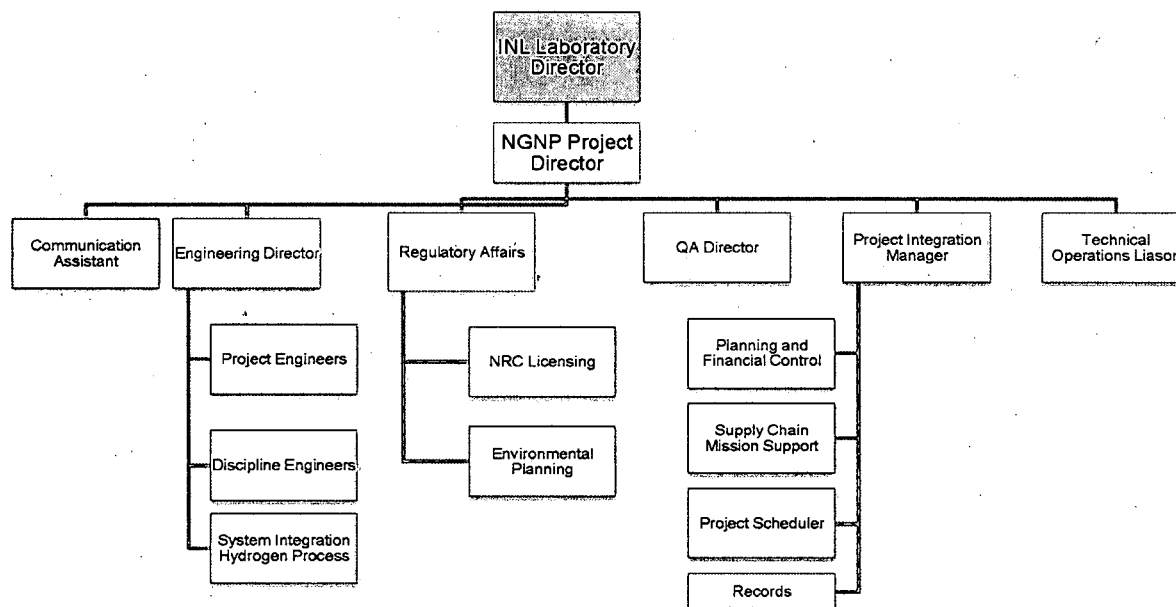 INL Laboratory
Director
NGNP Project
Director
Communication
Assistant
Engineering Director
Regulatory Affairs
QA Director
Project Integration
Manager
Technical
Operations Liason
Project Engineers
Discipline Engineers
System Integration
Hydrogen Process
NRC Licensing
Environmental
Planning
Planning and
Financial Control
Supply Chain
Mission Support
Project Scheduler
Records